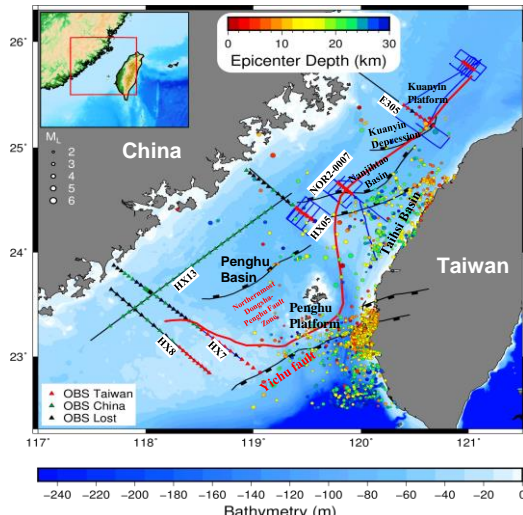 26°
25°
24°
23°
117°
118°
119°
120°
121°
0 10 20 30
Epicenter Depth (km)
M_L
2
3
4
5
6
China
Taiwan
Kuanyin
Platform
E305
Kuanyin
Depression
NOR2-0007
Nanjihtao
Basin
HX05
Taihsi Basin
Penghu
Basin
HX13
Northernmost
Dongsha-
Penghu Fault
Zone
Penghu
Platform
HX7
HX8
Yichu fault
OBS Taiwan
OBS China
OBS Lost
−240 −220 −200 −180 −160 −140 −120 −100 −80 −60 −40 −20 0
Bathymetry (m)